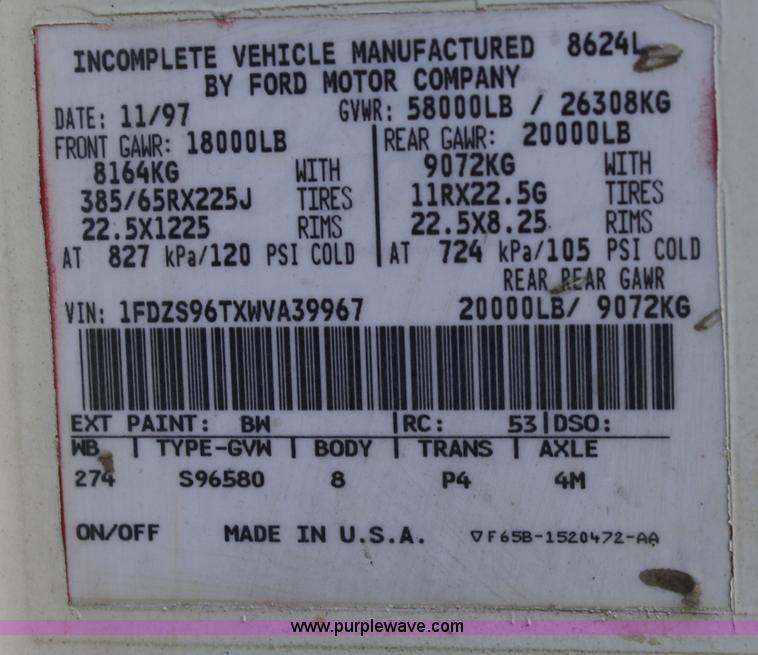 INCOMPLETE VEHICLE MANUFACTURED 8624L
BY FORD MOTOR COMPANY
DATE: 11/97 GVWR: 58000LB / 26308KG
FRONT GAWR: 18000LB REAR GAWR: 20000LB
8164KG WITH 9072KG WITH
385/65RX225J TIRES 11RX22.5G TIRES
22.5X1225 RIMS 22.5X8.25 RIMS
AT 827 kPa/120 PSI COLD AT 724 kPa/105 PSI COLD
REAR REAR GAWR
VIN: 1FDZS96TXWVA39967 20000LB/ 9072KG
EXT PAINT: BW RC: 53 DSO:
WB TYPE-GVW BODY TRANS AXLE
274 S96580 8 P4 4M
ON/OFF MADE IN U.S.A. ▽F65B-1520472-AA
www.purplewave.com